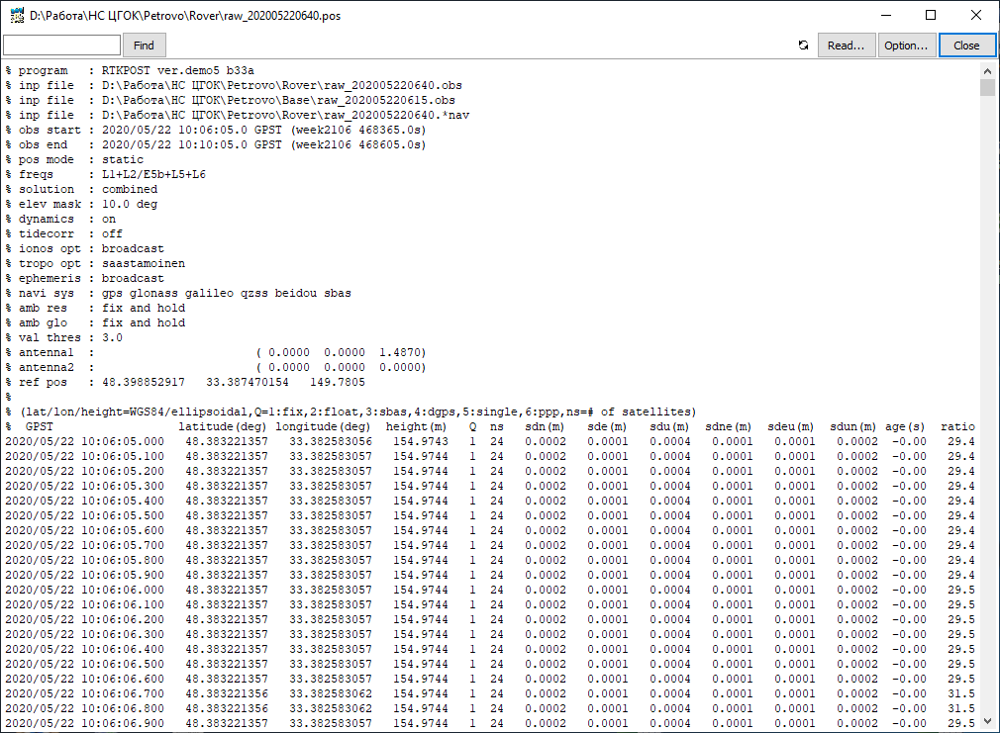 D:\Работа\НС ЦГОК\Petrovo\Rover\raw_202005220640.pos
Find Read... Option... Close
% program   : RTKPOST ver.demo5 b33a
% inp file  : D:\Работа\НС ЦГОК\Petrovo\Rover\raw_202005220640.obs
% inp file  : D:\Работа\НС ЦГОК\Petrovo\Base\raw_202005220615.obs
% inp file  : D:\Работа\НС ЦГОК\Petrovo\Rover\raw_202005220640.*nav
% obs start : 2020/05/22 10:06:05.0 GPST (week2106 468365.0s)
% obs end   : 2020/05/22 10:10:05.0 GPST (week2106 468605.0s)
% pos mode  : static
% freqs     : L1+L2/E5b+L5+L6
% solution  : combined
% elev mask : 10.0 deg
% dynamics  : on
% tidecorr  : off
% ionos opt : broadcast
% tropo opt : saastamoinen
% ephemeris : broadcast
% navi sys  : gps glonass galileo qzss beidou sbas
% amb res   : fix and hold
% amb glo   : fix and hold
% val thres : 3.0
% antenna1  :                       ( 0.0000  0.0000  1.4870)
% antenna2  :                       ( 0.0000  0.0000  0.0000)
% ref pos   : 48.398852917   33.387470154   149.7805
%
% (lat/lon/height=WGS84/ellipsoidal,Q=1:fix,2:float,3:sbas,4:dgps,5:single,6:ppp,ns=# of satellites)
%  GPST                  latitude(deg) longitude(deg)  height(m)   Q  ns   sdn(m)   sde(m)   sdu(m)  sdne(m)  sdeu(m)  sdun(m) age(s)  ratio
2020/05/22 10:06:05.000   48.383221357   33.382583056   154.9743   1  24   0.0002   0.0001   0.0004   0.0001   0.0001   0.0002  -0.00   29.4
2020/05/22 10:06:05.100   48.383221357   33.382583057   154.9744   1  24   0.0002   0.0001   0.0004   0.0001   0.0001   0.0002  -0.00   29.4
2020/05/22 10:06:05.200   48.383221357   33.382583057   154.9744   1  24   0.0002   0.0001   0.0004   0.0001   0.0001   0.0002  -0.00   29.4
2020/05/22 10:06:05.300   48.383221357   33.382583057   154.9744   1  24   0.0002   0.0001   0.0004   0.0001   0.0001   0.0002  -0.00   29.4
2020/05/22 10:06:05.400   48.383221357   33.382583057   154.9744   1  24   0.0002   0.0001   0.0004   0.0001   0.0001   0.0002  -0.00   29.4
2020/05/22 10:06:05.500   48.383221357   33.382583057   154.9744   1  24   0.0002   0.0001   0.0004   0.0001   0.0001   0.0002  -0.00   29.4
2020/05/22 10:06:05.600   48.383221357   33.382583057   154.9744   1  24   0.0002   0.0001   0.0004   0.0001   0.0001   0.0002  -0.00   29.4
2020/05/22 10:06:05.700   48.383221357   33.382583057   154.9744   1  24   0.0002   0.0001   0.0004   0.0001   0.0001   0.0002  -0.00   29.4
2020/05/22 10:06:05.800   48.383221357   33.382583057   154.9744   1  24   0.0002   0.0001   0.0004   0.0001   0.0001   0.0002  -0.00   29.4
2020/05/22 10:06:05.900   48.383221357   33.382583057   154.9744   1  24   0.0002   0.0001   0.0004   0.0001   0.0001   0.0002  -0.00   29.4
2020/05/22 10:06:06.000   48.383221357   33.382583057   154.9744   1  24   0.0002   0.0001   0.0004   0.0001   0.0001   0.0002  -0.00   29.5
2020/05/22 10:06:06.100   48.383221357   33.382583057   154.9744   1  24   0.0002   0.0001   0.0004   0.0001   0.0001   0.0002  -0.00   29.5
2020/05/22 10:06:06.200   48.383221357   33.382583057   154.9744   1  24   0.0002   0.0001   0.0004   0.0001   0.0001   0.0002  -0.00   29.5
2020/05/22 10:06:06.300   48.383221357   33.382583057   154.9744   1  24   0.0002   0.0001   0.0004   0.0001   0.0001   0.0002  -0.00   29.5
2020/05/22 10:06:06.400   48.383221357   33.382583057   154.9744   1  24   0.0002   0.0001   0.0004   0.0001   0.0001   0.0002  -0.00   29.5
2020/05/22 10:06:06.500   48.383221357   33.382583057   154.9744   1  24   0.0002   0.0001   0.0004   0.0001   0.0001   0.0002  -0.00   29.5
2020/05/22 10:06:06.600   48.383221357   33.382583057   154.9744   1  24   0.0002   0.0001   0.0004   0.0001   0.0001   0.0002  -0.00   29.5
2020/05/22 10:06:06.700   48.383221356   33.382583062   154.9744   1  24   0.0002   0.0001   0.0004   0.0001   0.0001   0.0002  -0.00   31.5
2020/05/22 10:06:06.800   48.383221356   33.382583062   154.9744   1  24   0.0002   0.0001   0.0004   0.0001   0.0001   0.0002  -0.00   31.5
2020/05/22 10:06:06.900   48.383221357   33.382583057   154.9744   1  24   0.0002   0.0001   0.0004   0.0001   0.0001   0.0002  -0.00   29.5